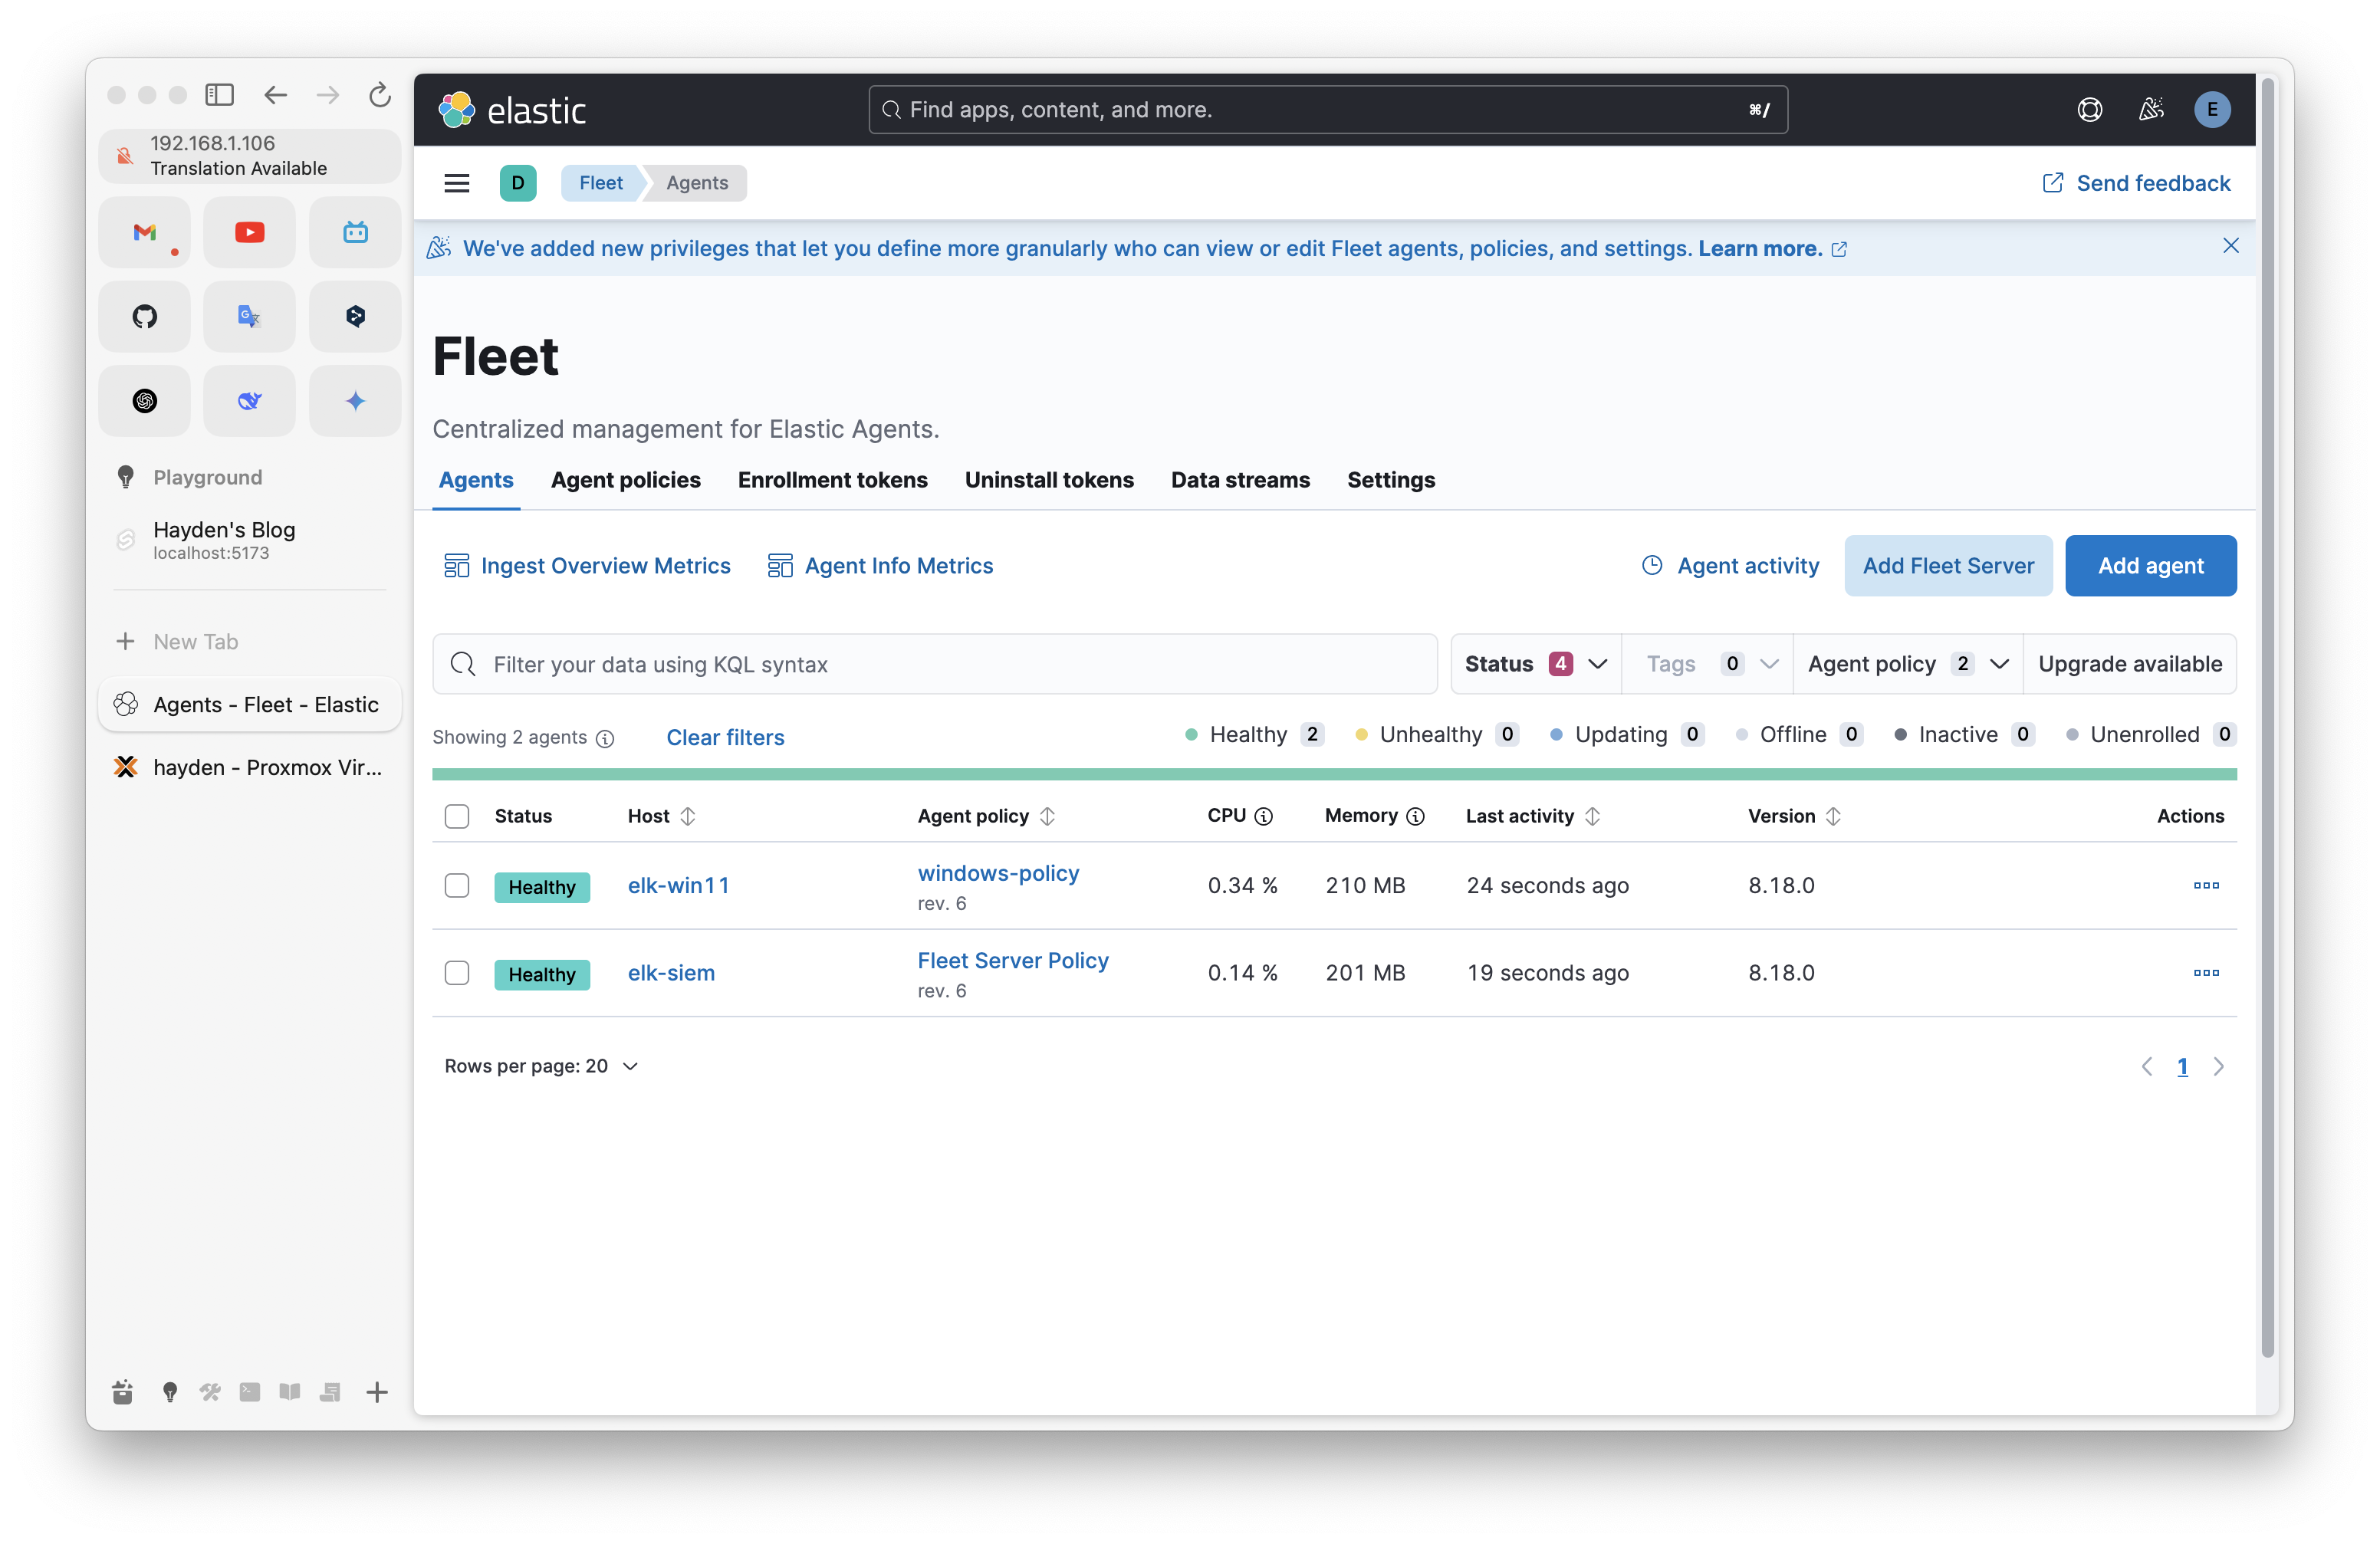 192.168.1.106
Translation Available
Playground
Hayden's Blog
localhost:5173
New Tab
Agents - Fleet - Elastic
hayden - Proxmox Vir...
elastic
Find apps, content, and more.
⌘/
E
D
Fleet
Agents
Send feedback
We've added new privileges that let you define more granularly who can view or edit Fleet agents, policies, and settings. Learn more.
Fleet
Centralized management for Elastic Agents.
Agents Agent policies Enrollment tokens Uninstall tokens Data streams Settings
Ingest Overview Metrics Agent Info Metrics Agent activity Add Fleet Server Add agent
Filter your data using KQL syntax Status 4 Tags 0 Agent policy 2 Upgrade available
Showing 2 agents Clear filters Healthy 2 Unhealthy 0 Updating 0 Offline 0 Inactive 0 Unenrolled 0
Status Host Agent policy CPU Memory Last activity Version Actions
Healthy elk-win11 windows-policy rev. 6 0.34 % 210 MB 24 seconds ago 8.18.0
Healthy elk-siem Fleet Server Policy rev. 6 0.14 % 201 MB 19 seconds ago 8.18.0
Rows per page: 20 1